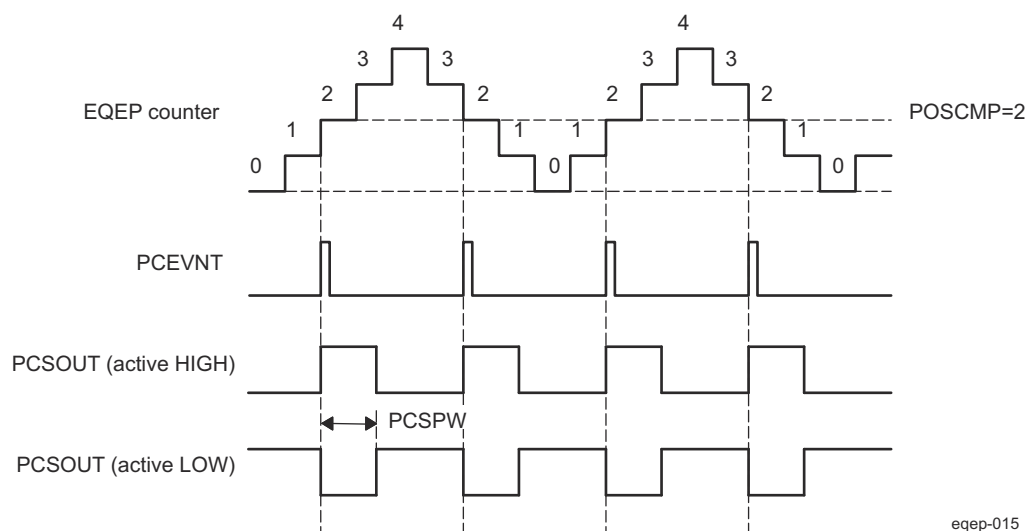 4 4
3 3 3 3
2 2 2 2
EQEP counter POSCMP=2
1 1 1 1
0 0 0
PCEVNT
PCSOUT (active HIGH)
PCSPW
PCSOUT (active LOW)
eqep-015